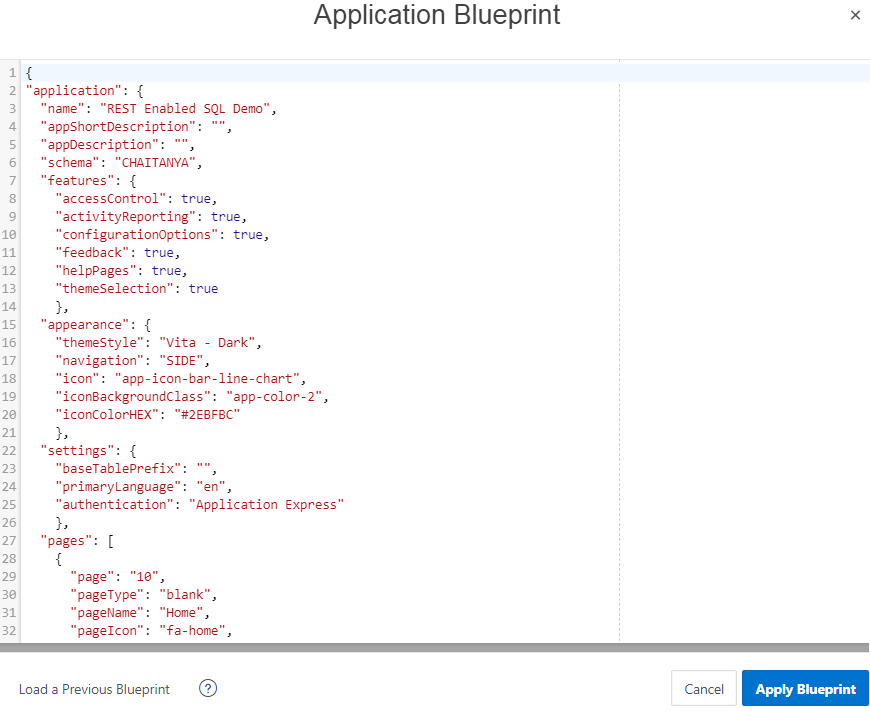 Application Blueprint ×
1 {
2 "application": {
3 "name": "REST Enabled SQL Demo",
4 "appShortDescription": "",
5 "appDescription": "",
6 "schema": "CHAITANYA",
7 "features": {
8 "accessControl": true,
9 "activityReporting": true,
10 "configurationOptions": true,
11 "feedback": true,
12 "helpPages": true,
13 "themeSelection": true
14 },
15 "appearance": {
16 "themeStyle": "Vita - Dark",
17 "navigation": "SIDE",
18 "icon": "app-icon-bar-line-chart",
19 "iconBackgroundClass": "app-color-2",
20 "iconColorHEX": "#2EBFBC"
21 },
22 "settings": {
23 "baseTablePrefix": "",
24 "primaryLanguage": "en",
25 "authentication": "Application Express"
26 },
27 "pages": [
28 {
29 "page": "10",
30 "pageType": "blank",
31 "pageName": "Home",
32 "pageIcon": "fa-home",
Load a Previous Blueprint ? Cancel Apply Blueprint